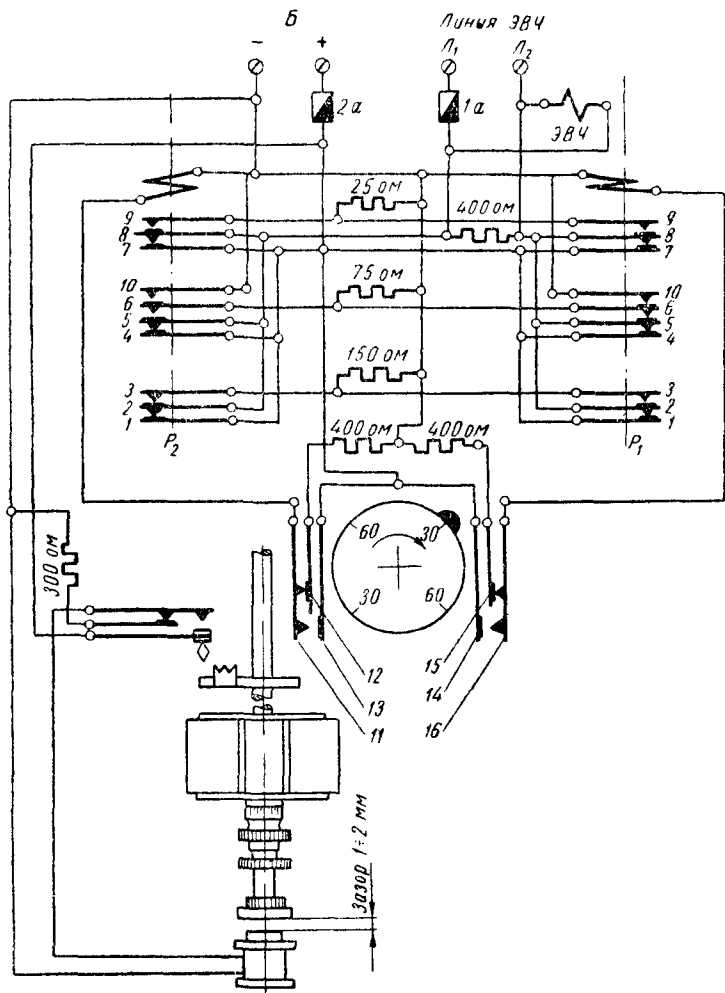 Б
Линия ЭВЧ
- + Л₁ Л₂
2а 1а
ЭВЧ
25 ом
400 ом
9 9
8 8
7 7
75 ом
10 10
6 6
5 5
4 4
150 ом
3 3
2 2
1 1
400 ом 400 ом
Р₂ Р₁
60 30
300 ом
30 60
12 15
13 14
11 16
Зазор 1÷2 мм